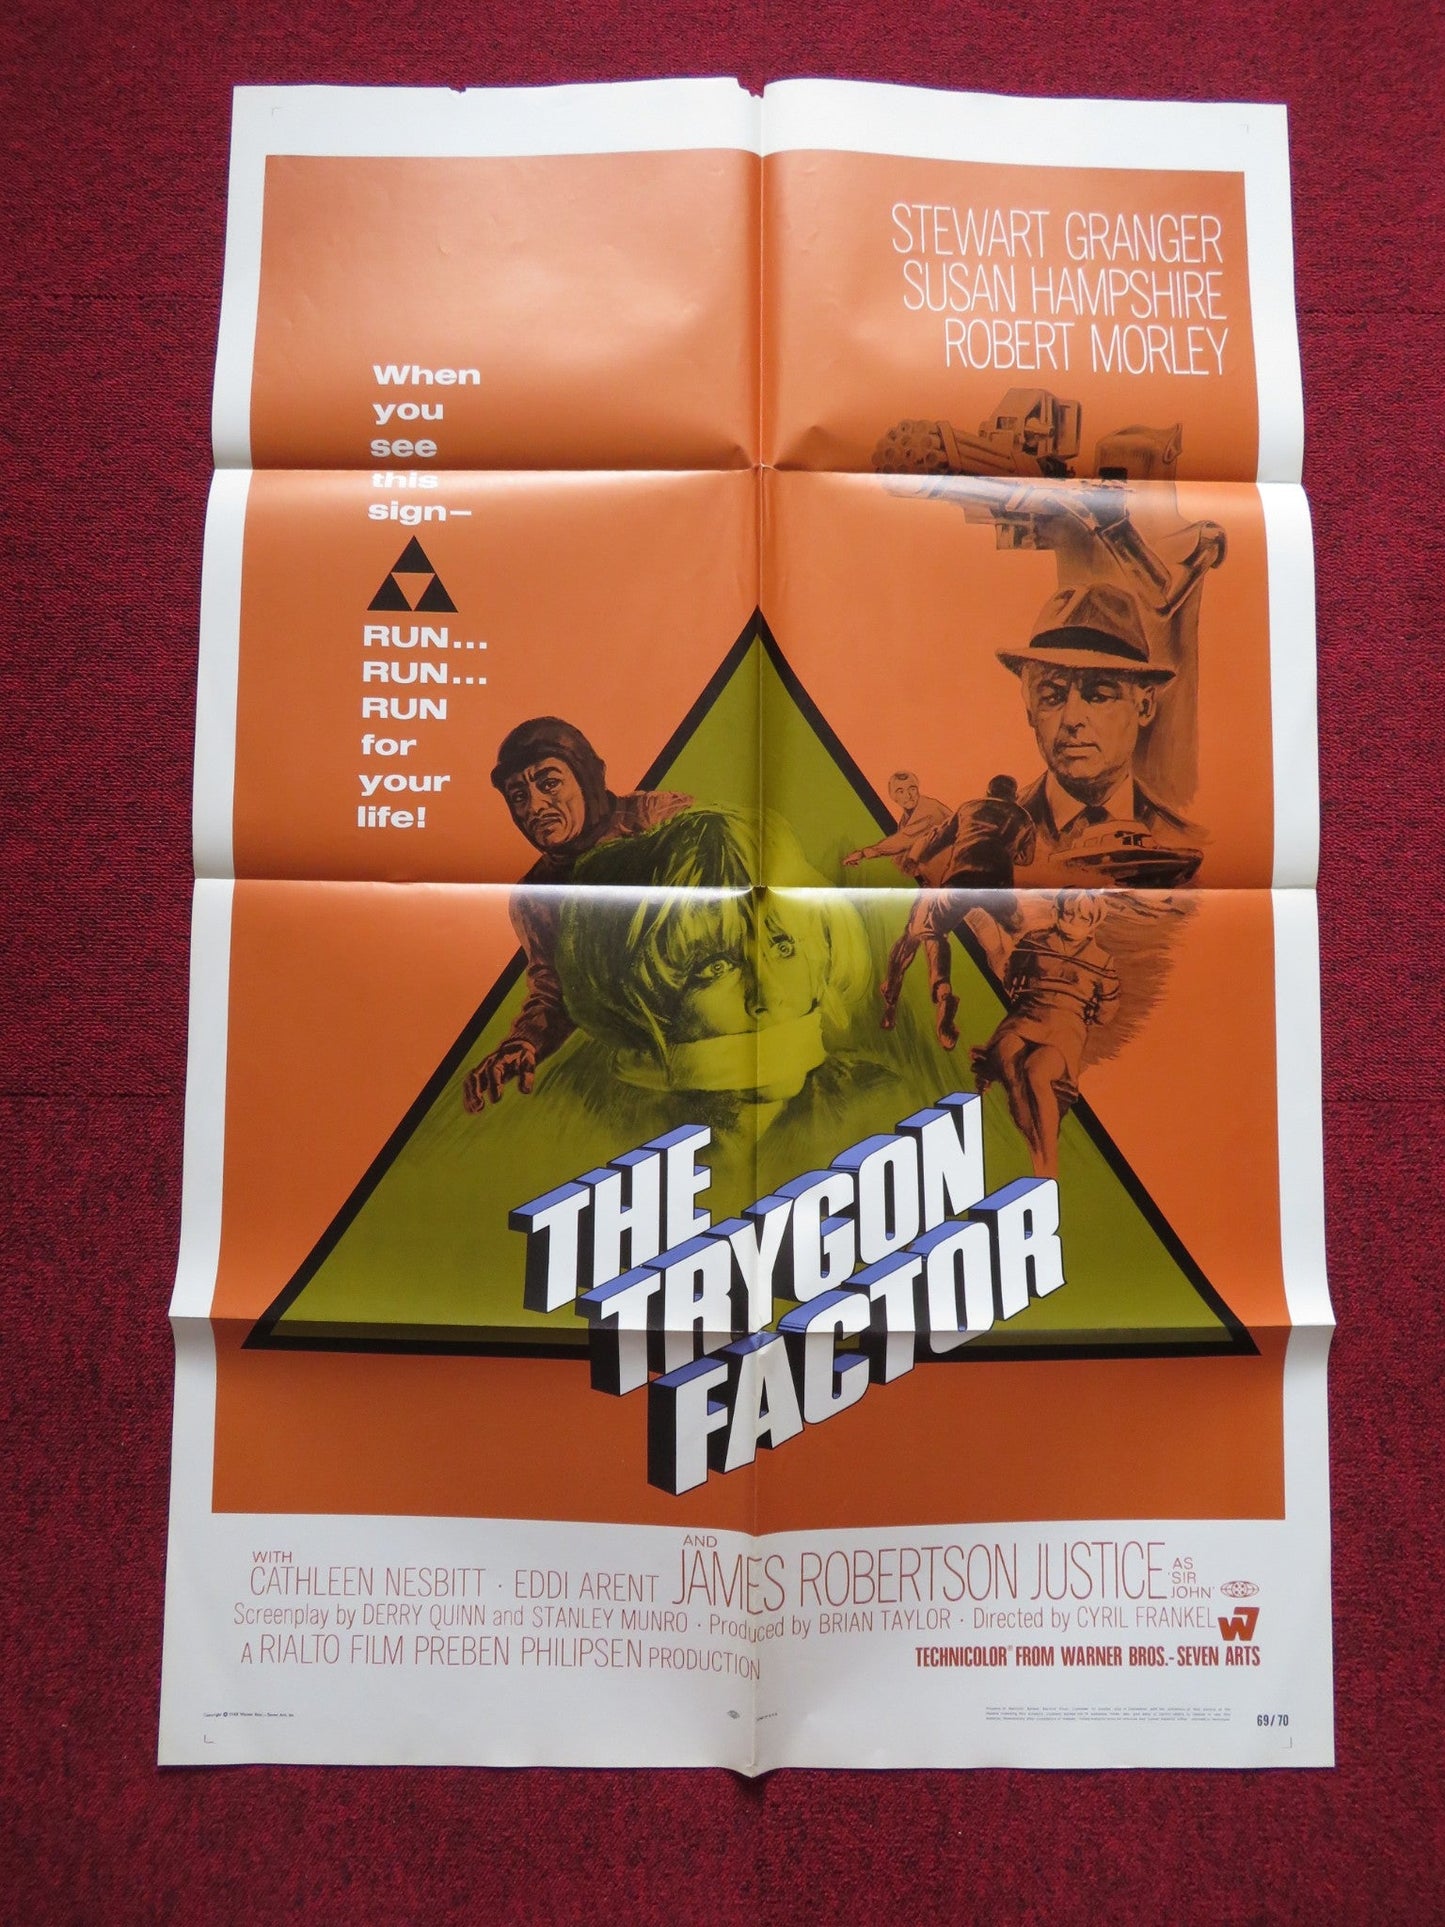 STEWART GRANGER
SUSAN HAMPSHIRE
ROBERT MORLEY
When
you
see
this
sign–
RUN...
RUN...
RUN
for
your
life!
THE
TRYGON
FACTOR
WITH
CATHLEEN NESBITT · EDDI ARENT
AND
JAMES ROBERTSON JUSTICE
AS
'SIR
JOHN'
Screenplay by DERRY QUINN and STANLEY MUNRO · Produced by BRIAN TAYLOR · Directed by CYRIL FRANKEL
A RIALTO FILM PREBEN PHILIPSEN PRODUCTION
W7
TECHNICOLOR® FROM WARNER BROS.-SEVEN ARTS
69/70